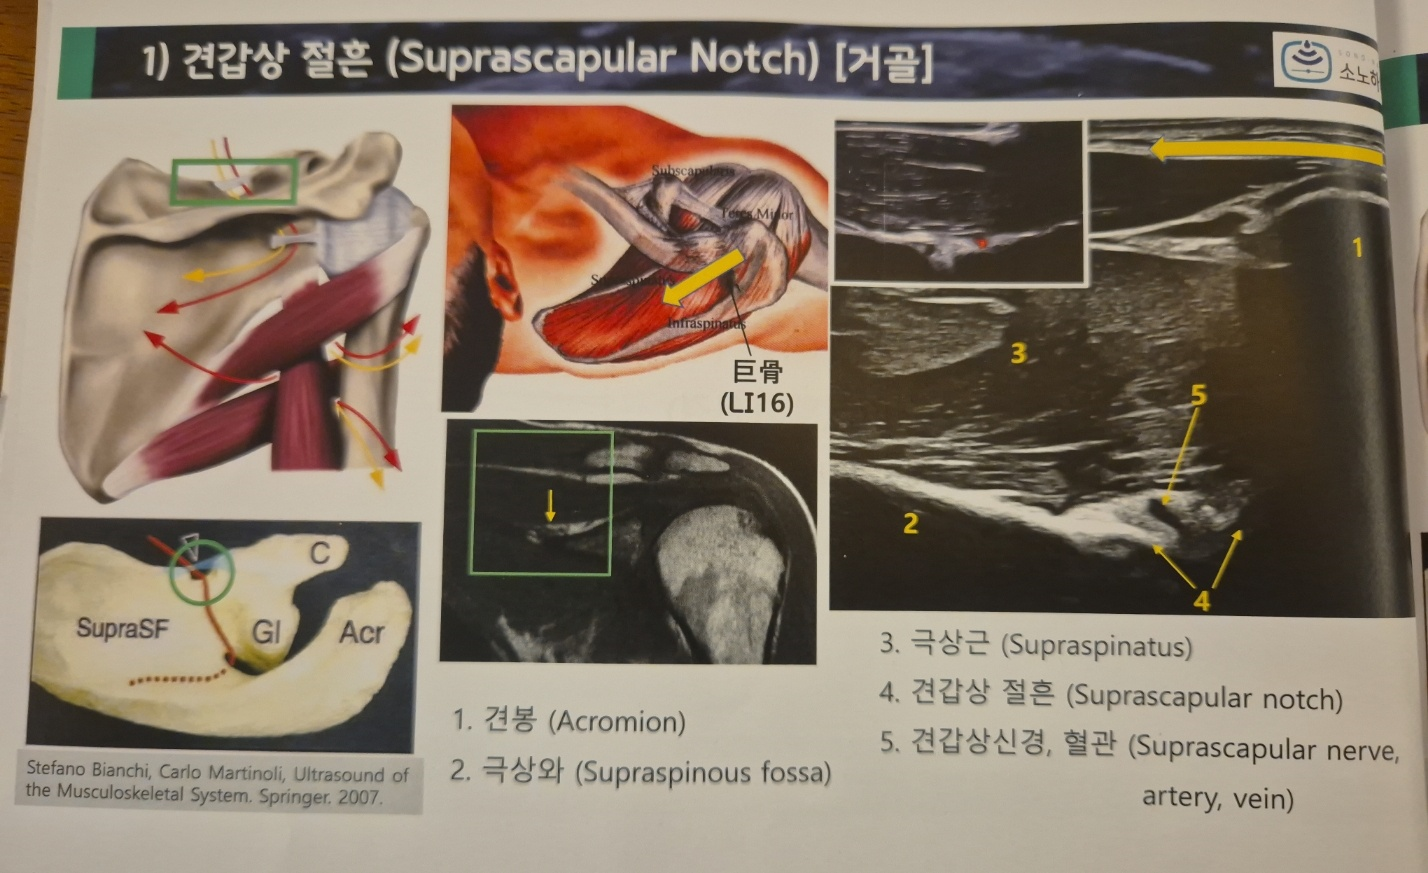 1) 견갑상 절흔 (Suprascapular Notch) [거골]
소노하
Subscapularis
Teres Minor
Infraspinatus
巨骨
(LI16)
1
3
5
2
4
C
SupraSF
Gl
Acr
Stefano Bianchi, Carlo Martinoli, Ultrasound of
the Musculoskeletal System. Springer. 2007.
1. 견봉 (Acromion)
2. 극상와 (Supraspinous fossa)
3. 극상근 (Supraspinatus)
4. 견갑상 절흔 (Suprascapular notch)
5. 견갑상신경, 혈관 (Suprascapular nerve,
artery, vein)